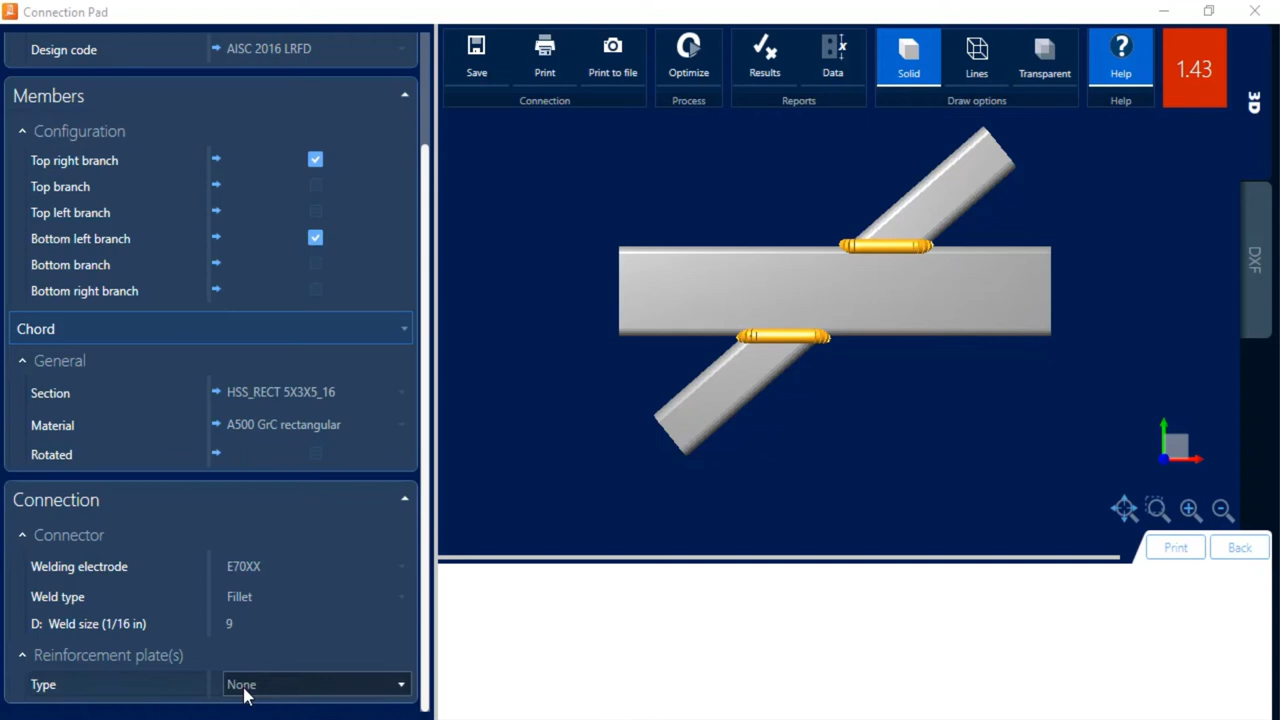 Connection Pad
Design code AISC 2016 LRFD
Members
Configuration
Top right branch
Top branch
Top left branch
Bottom left branch
Bottom branch
Bottom right branch
Chord
General
Section HSS_RECT 5X3X5_16
Material A500 GrC rectangular
Rotated
Connection
Connector
Welding electrode E70XX
Weld type Fillet
D: Weld size (1/16 in) 9
Reinforcement plate(s)
Type None
Save Print Print to file Optimize Results Data Solid Lines Transparent Help
Connection Process Reports Draw options Help
1.43
3D
DXF
Print Back